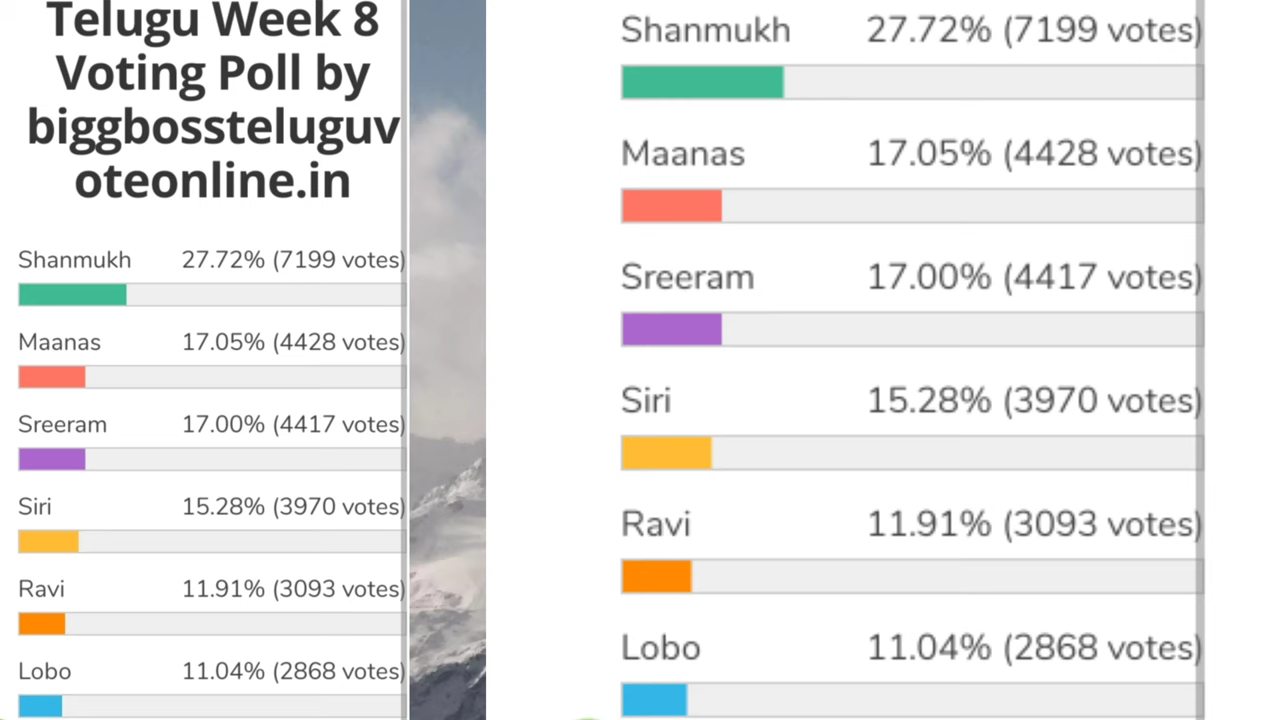 Telugu Week 8
Voting Poll by
biggbossteluguv
oteonline.in
Shanmukh 27.72% (7199 votes)
Maanas 17.05% (4428 votes)
Sreeram 17.00% (4417 votes)
Siri 15.28% (3970 votes)
Ravi 11.91% (3093 votes)
Lobo 11.04% (2868 votes)
Shanmukh 27.72% (7199 votes)
Maanas 17.05% (4428 votes)
Sreeram 17.00% (4417 votes)
Siri 15.28% (3970 votes)
Ravi 11.91% (3093 votes)
Lobo 11.04% (2868 votes)